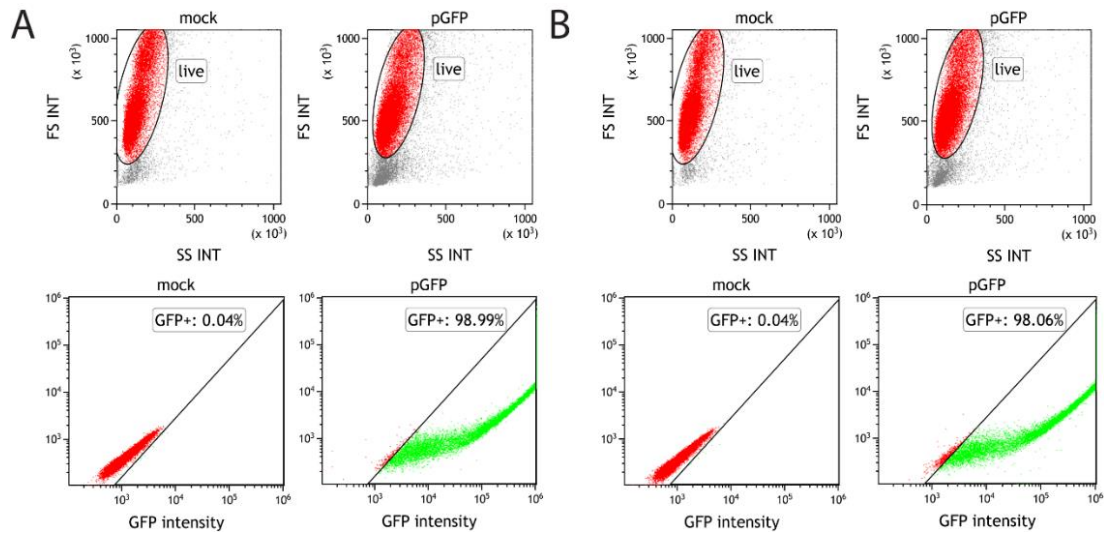 A
mock
1000
(x 10³)
FS INT
500
0
live
0
500
1000
(x 10³)
SS INT
pGFP
1000
(x 10³)
FS INT
500
0
live
0
500
1000
(x 10³)
SS INT
mock
GFP+: 0.04%
10⁶
10⁵
10⁴
10³
10³
10⁴
10⁵
10⁶
GFP intensity
pGFP
GFP+: 98.99%
10⁶
10⁵
10⁴
10³
10³
10⁴
10⁵
10⁶
GFP intensity
B
mock
1000
(x 10³)
FS INT
500
0
live
0
500
1000
(x 10³)
SS INT
pGFP
1000
(x 10³)
FS INT
500
0
live
0
500
1000
(x 10³)
SS INT
mock
GFP+: 0.04%
10⁶
10⁵
10⁴
10³
10³
10⁴
10⁵
10⁶
GFP intensity
pGFP
GFP+: 98.06%
10⁶
10⁵
10⁴
10³
10³
10⁴
10⁵
10⁶
GFP intensity